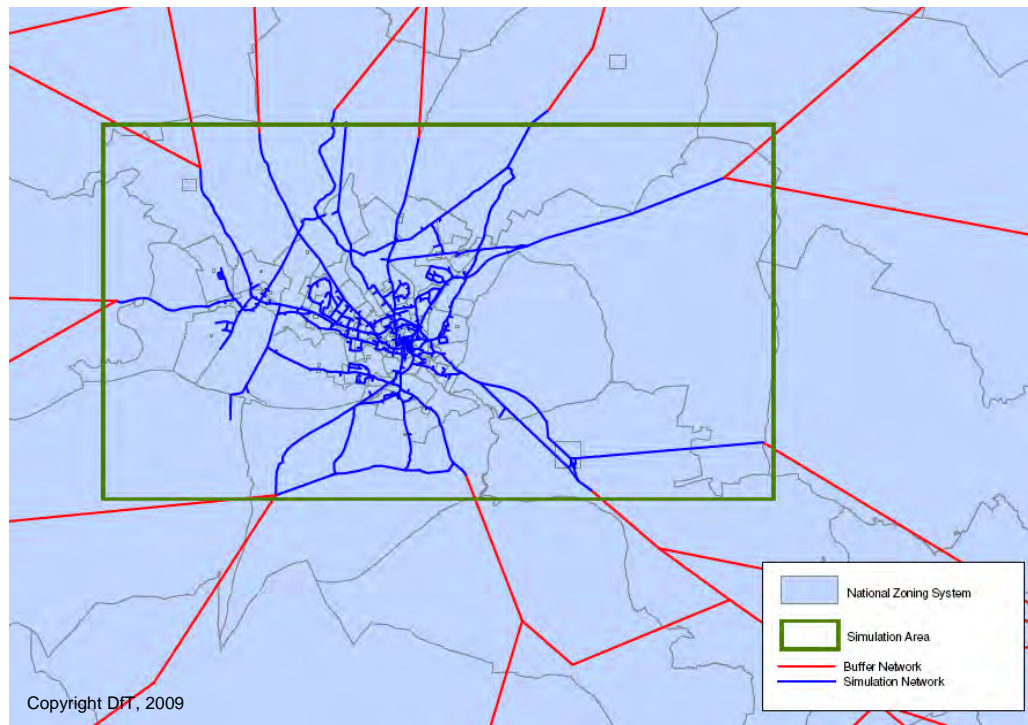 National Zoning System
Simulation Area
Buffer Network
Simulation Network
Copyright DfT, 2009